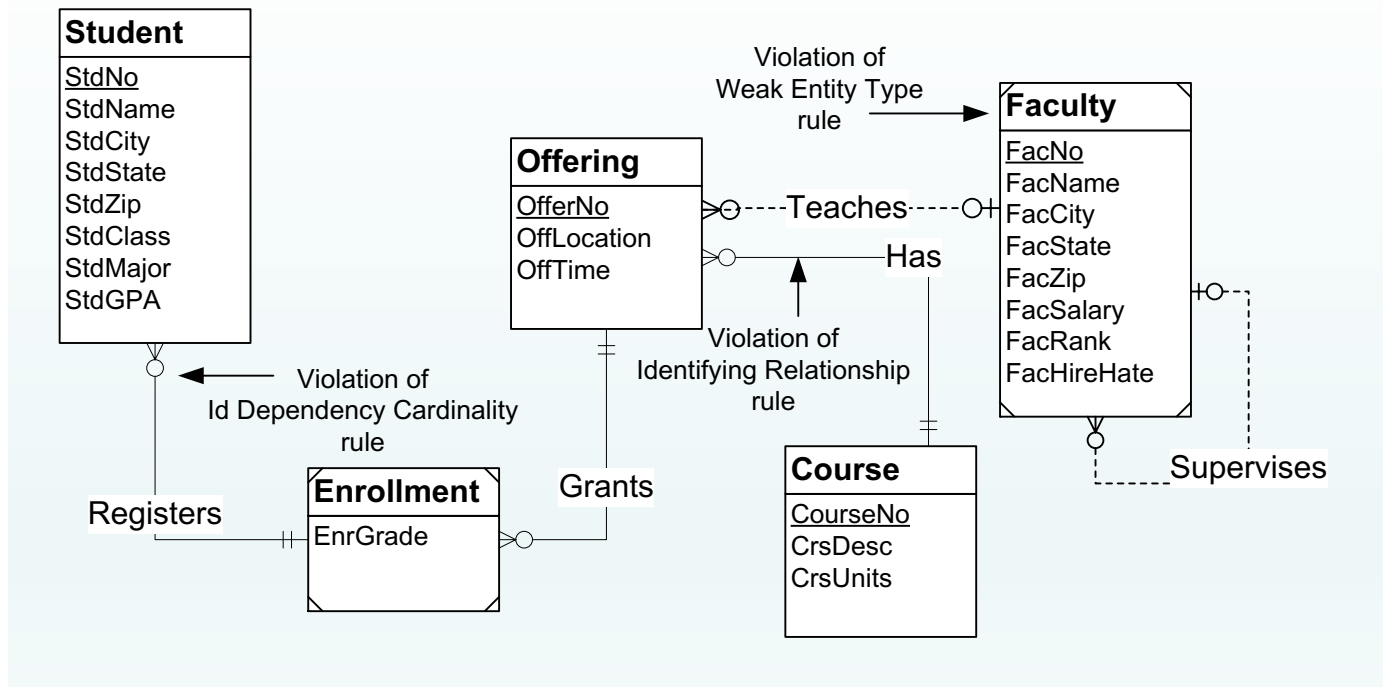 Student
StdNo
StdName
StdCity
StdState
StdZip
StdClass
StdMajor
StdGPA
Violation of
Id Dependency Cardinality
rule
Registers
Enrollment
EnrGrade
Grants
Offering
OfferNo
OffLocation
OffTime
Teaches
Has
Violation of
Identifying Relationship
rule
Course
CourseNo
CrsDesc
CrsUnits
Violation of
Weak Entity Type
rule
Faculty
FacNo
FacName
FacCity
FacState
FacZip
FacSalary
FacRank
FacHireHate
Supervises